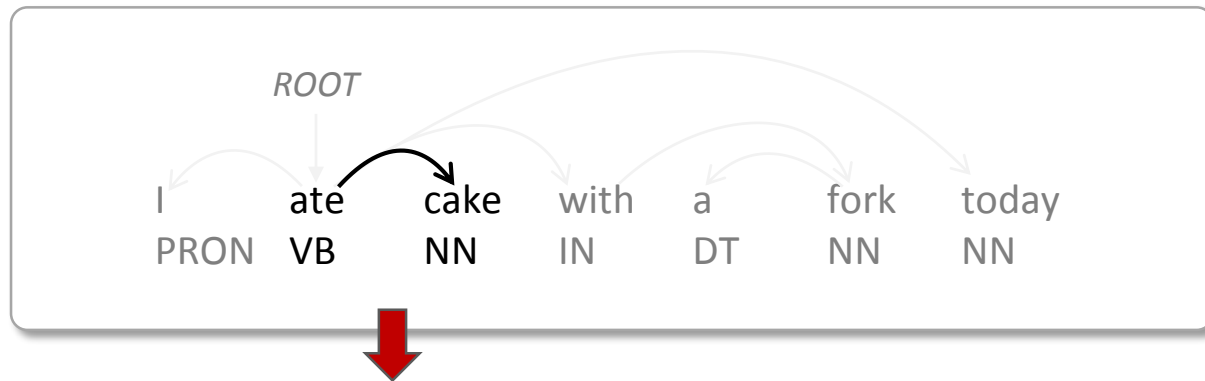 ROOT
I ate cake with a fork today
PRON VB NN IN DT NN NN